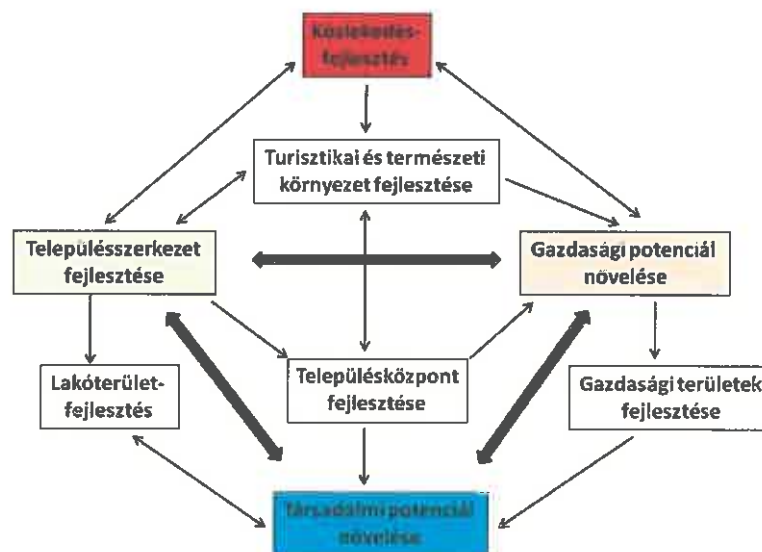 Közlekedés-
fejlesztés
Turisztikai és természeti
környezet fejlesztése
Településszerkezet
fejlesztése
Gazdasági potenciál
növelése
Lakóterület-
fejlesztés
Településközpont
fejlesztése
Gazdasági területek
fejlesztése
Társadalmi potenciál
növelése